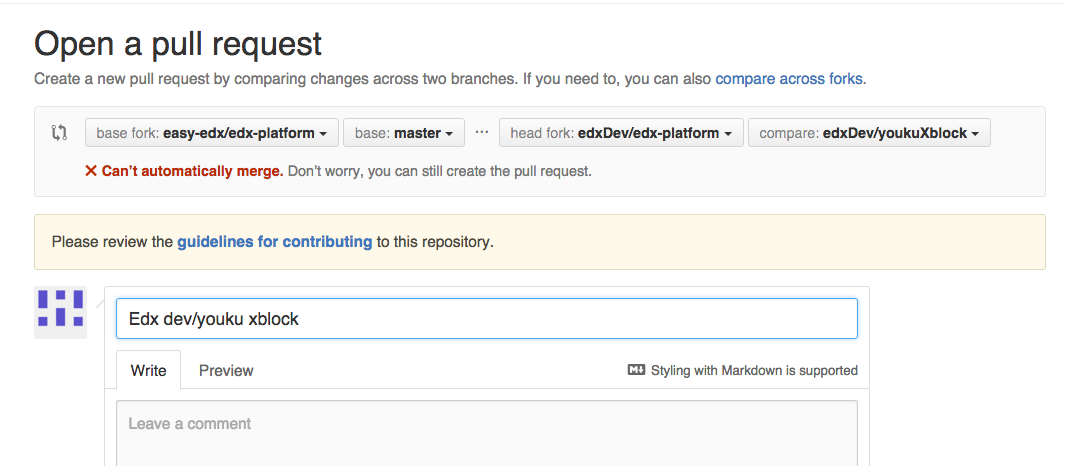 Open a pull request
Create a new pull request by comparing changes across two branches. If you need to, you can also compare across forks.
base fork: easy-edx/edx-platform base: master ... head fork: edxDev/edx-platform compare: edxDev/youkuXblock
Can't automatically merge. Don't worry, you can still create the pull request.
Please review the guidelines for contributing to this repository.
Edx dev/youku xblock
Write Preview Styling with Markdown is supported
Leave a comment